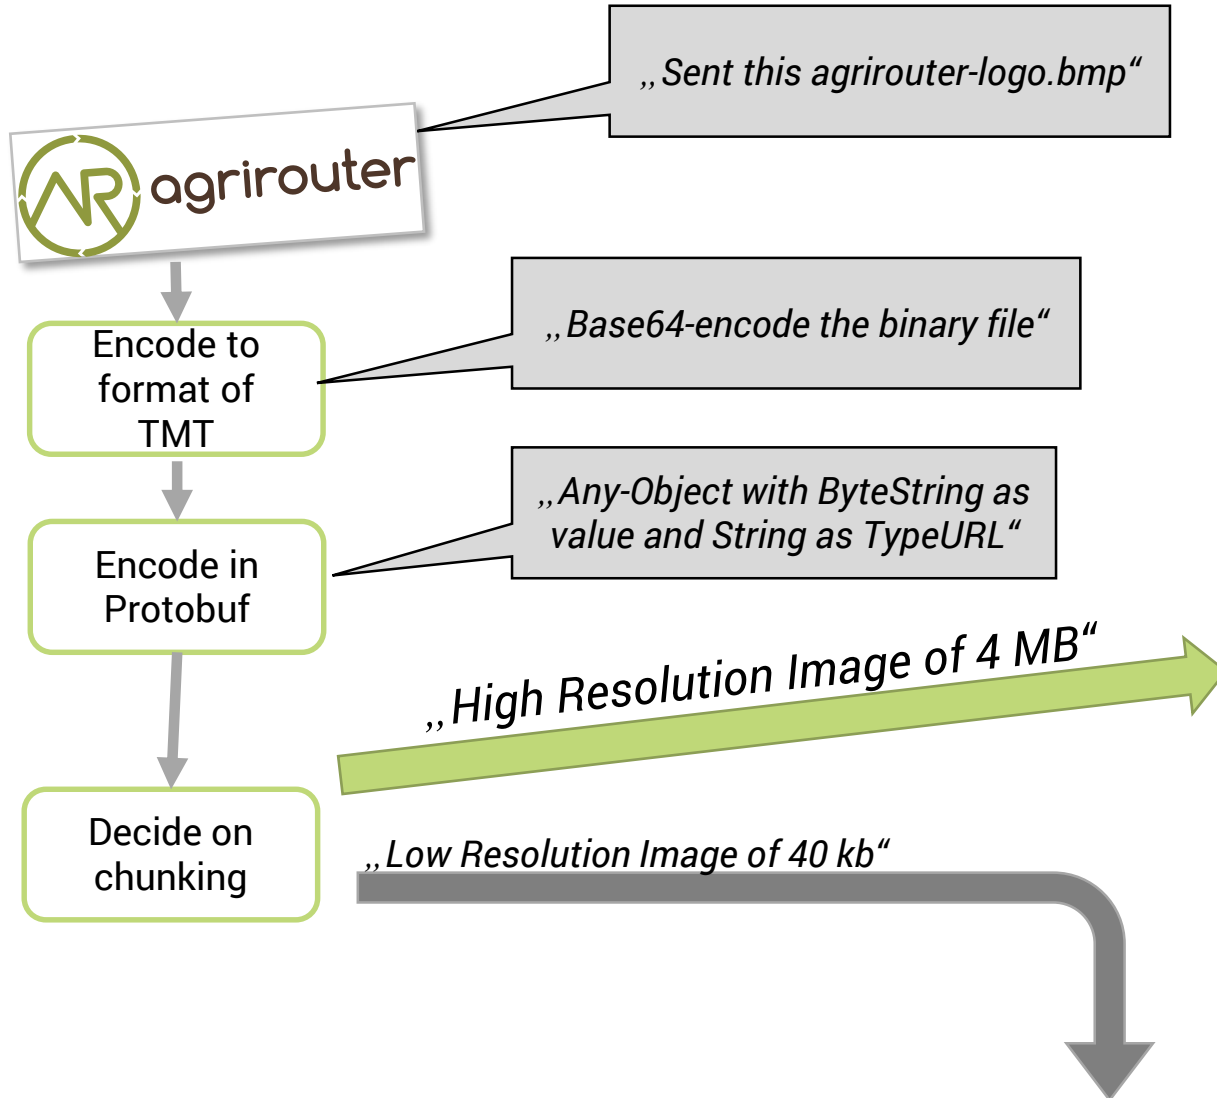 „Sent this agrirouter-logo.bmp“
AR agrirouter
„Base64-encode the binary file“
Encode to
format of
TMT
„Any-Object with ByteString as
value and String as TypeURL“
Encode in
Protobuf
„High Resolution Image of 4 MB“
Decide on
chunking
„Low Resolution Image of 40 kb“